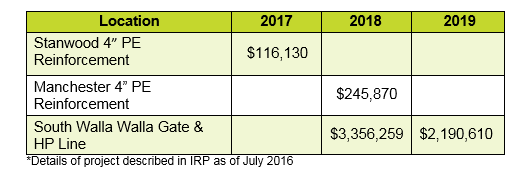 Location 2017 2018 2019
Stanwood 4” PE
Reinforcement
$116,130
Manchester 4” PE
Reinforcement
$245,870
South Walla Walla Gate &
HP Line
$3,356,259 $2,190,610
*Details of project described in IRP as of July 2016